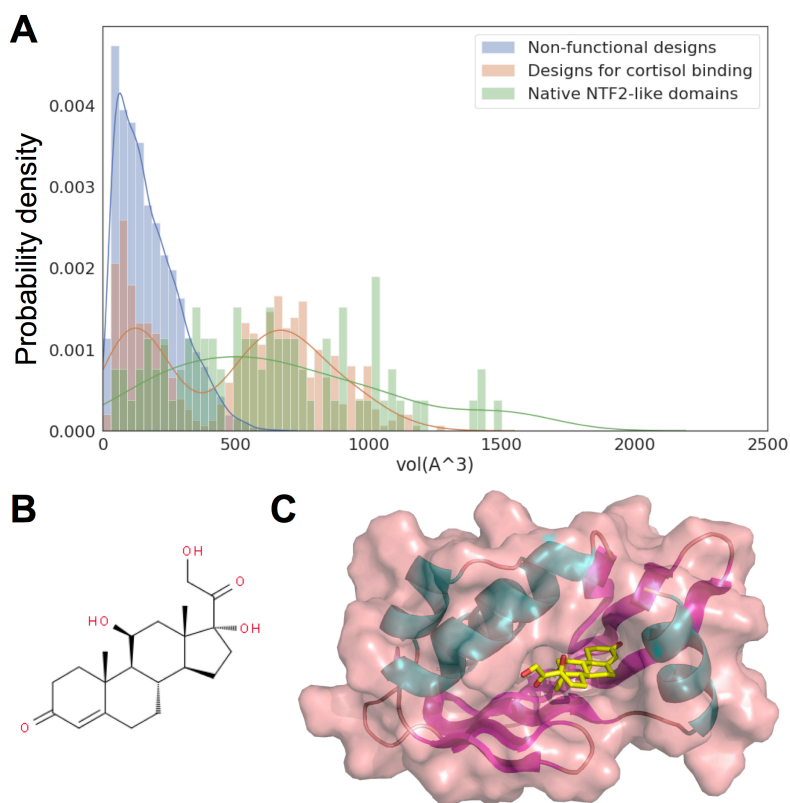 A
Probability density
0.004
0.003
0.002
0.001
0.000
Non-functional designs
Designs for cortisol binding
Native NTF2-like domains
0 500 1000 1500 2000 2500
vol(A^3)
B
OH
O
HO
OH
O
C